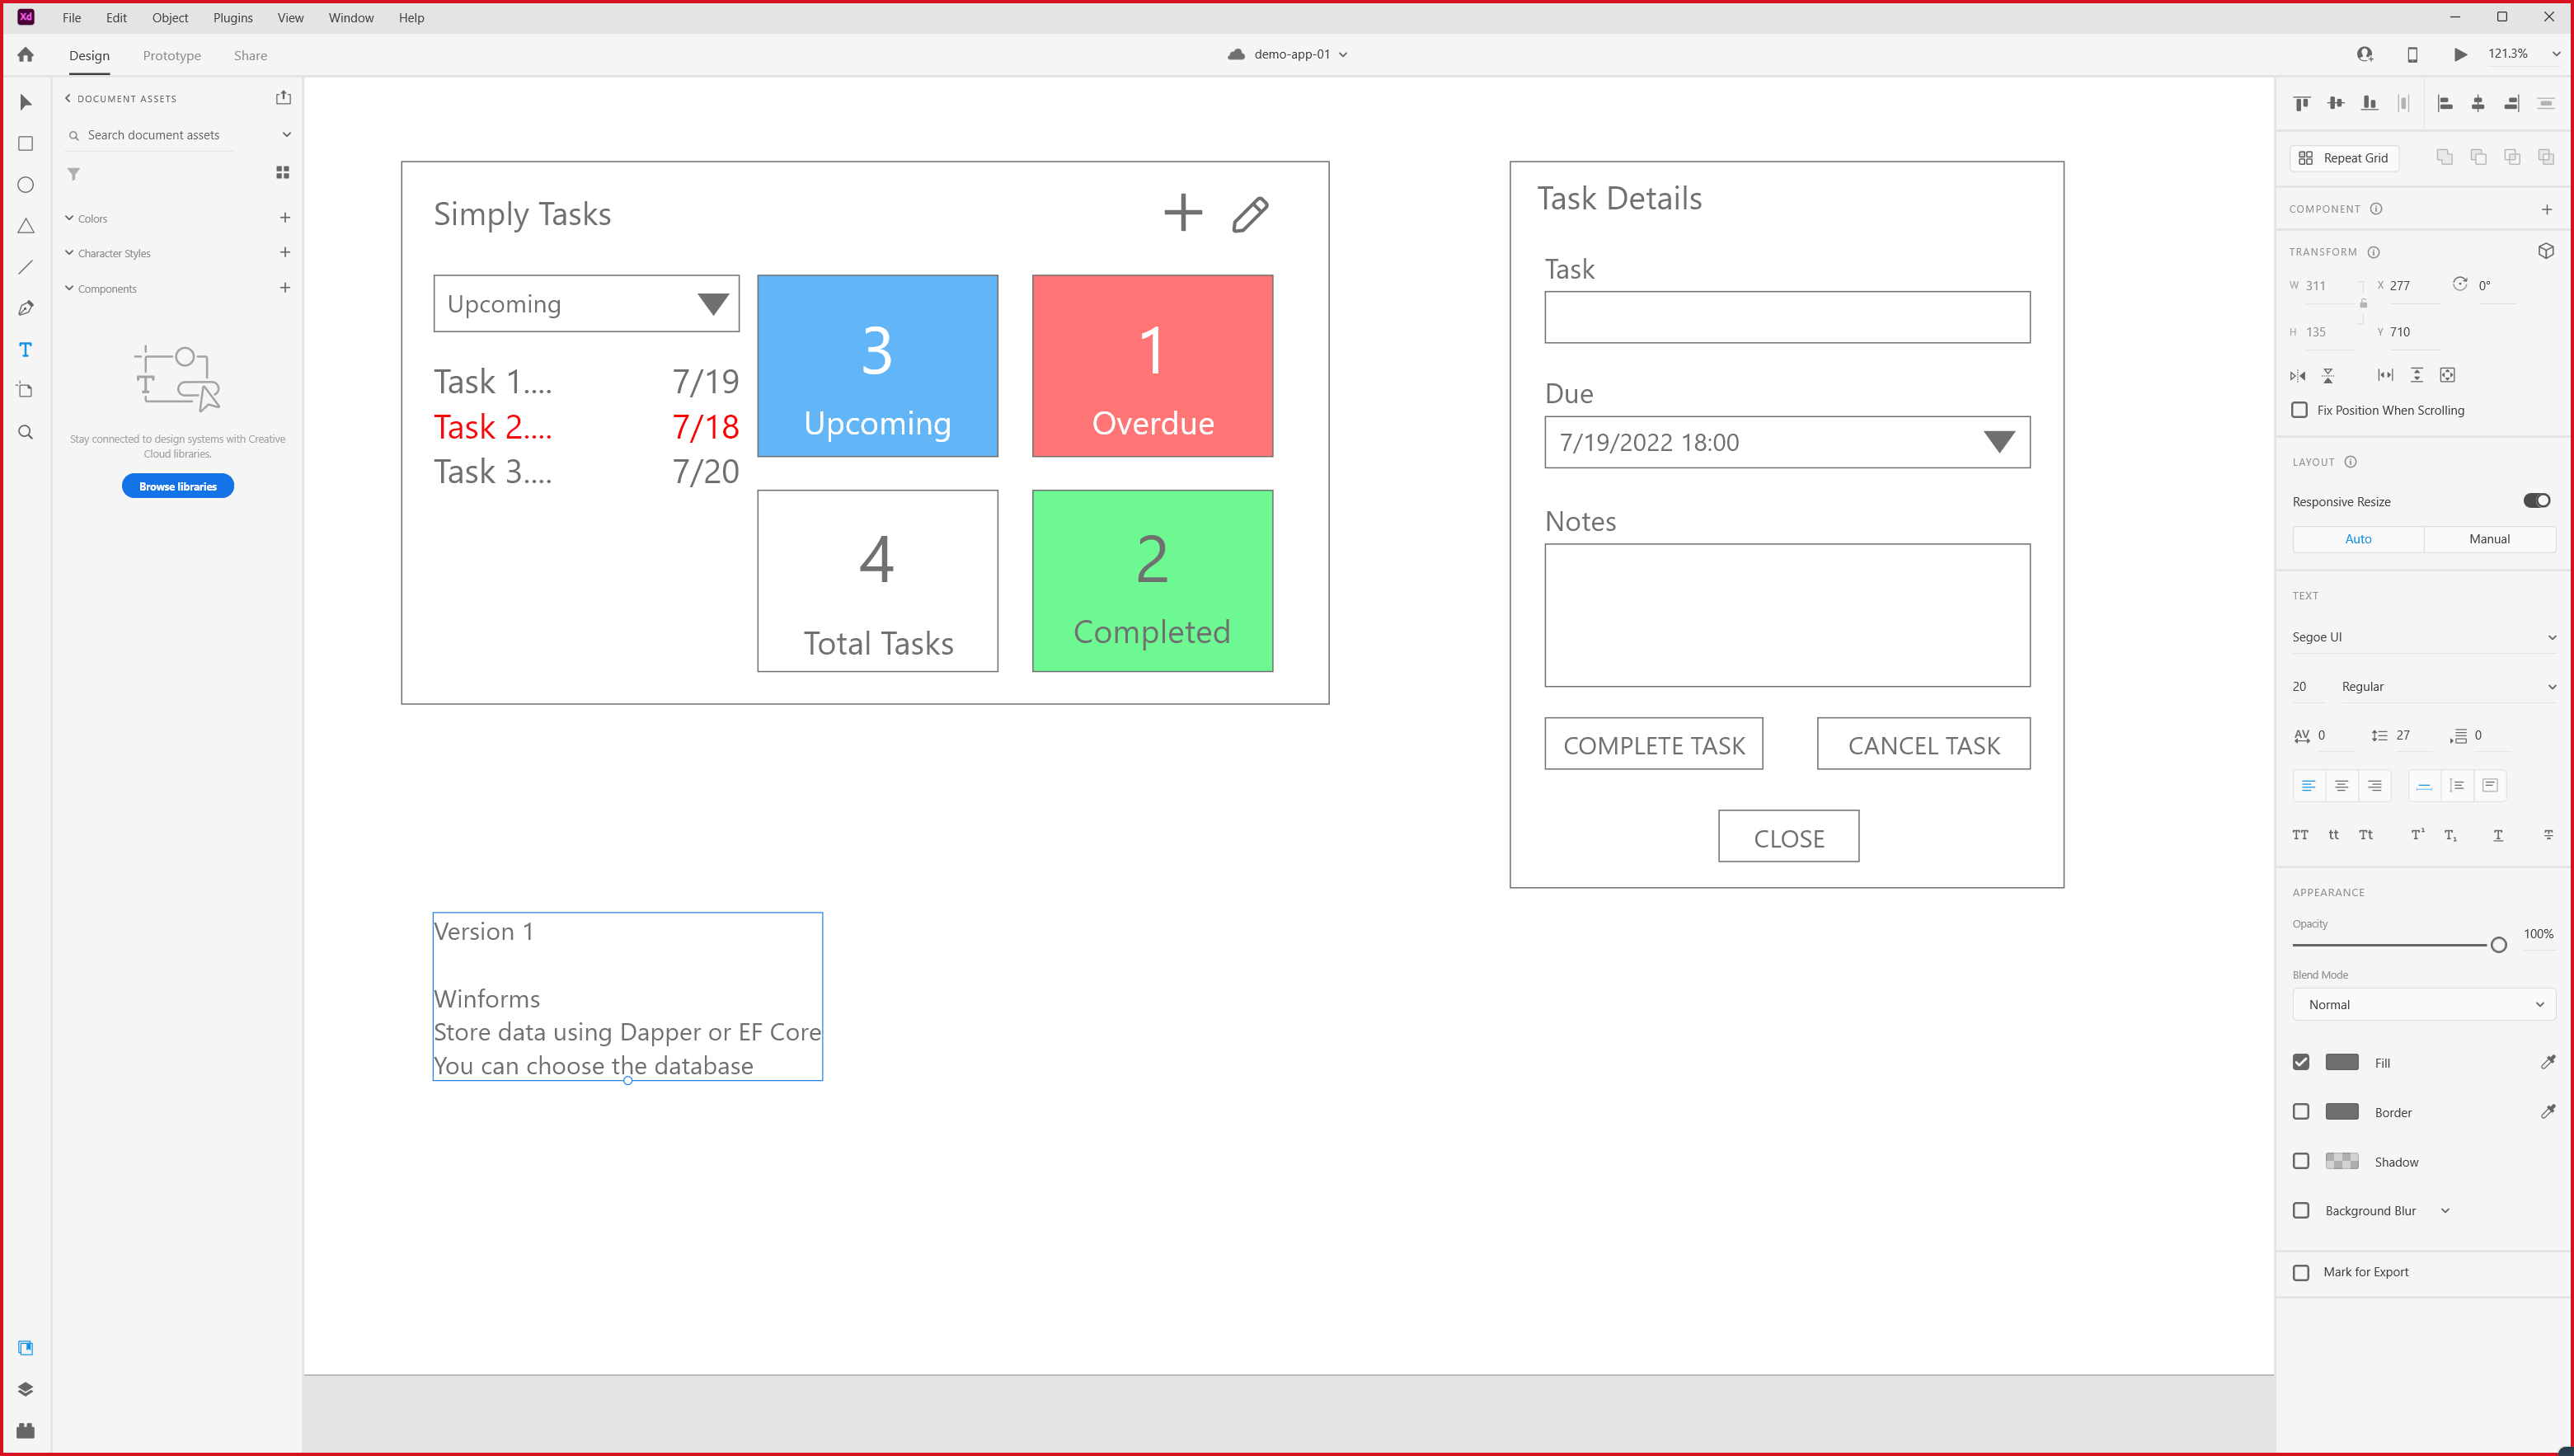 Xd File Edit Object Plugins View Window Help
Design Prototype Share demo-app-01 121.3%
DOCUMENT ASSETS
Search document assets
Colors
Character Styles
Components
Stay connected to design systems with Creative
Cloud libraries.
Browse libraries
Simply Tasks
Upcoming
Task 1.... 7/19
Task 2.... 7/18
Task 3.... 7/20
3
Upcoming
1
Overdue
4
Total Tasks
2
Completed
Version 1
Winforms
Store data using Dapper or EF Core
You can choose the database
Task Details
Task
Due
7/19/2022 18:00
Notes
COMPLETE TASK CANCEL TASK
CLOSE
Repeat Grid
COMPONENT
TRANSFORM
W 311 X 277 0°
H 135 Y 710
Fix Position When Scrolling
LAYOUT
Responsive Resize
Auto Manual
TEXT
Segoe UI
20 Regular
AV 0 27 0
TT tt Tt T1 T1 T T
APPEARANCE
Opacity
100%
Blend Mode
Normal
Fill
Border
Shadow
Background Blur
Mark for Export